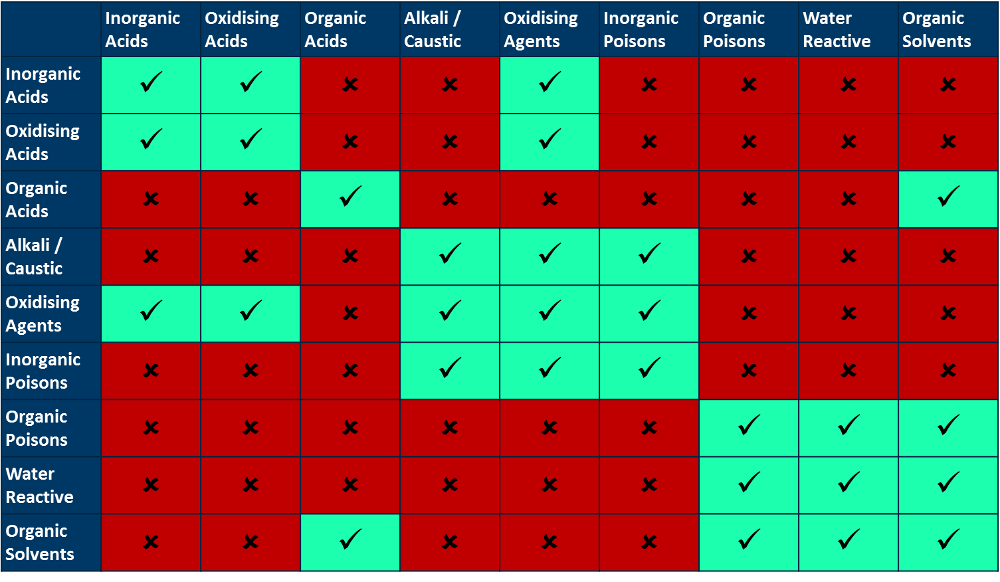 Inorganic Acids
Oxidising Acids
Organic Acids
Alkali / Caustic
Oxidising Agents
Inorganic Poisons
Organic Poisons
Water Reactive
Organic Solvents
Inorganic Acids ✓ ✓ ✘ ✘ ✓ ✘ ✘ ✘ ✘
Oxidising Acids ✓ ✓ ✘ ✘ ✓ ✘ ✘ ✘ ✘
Organic Acids ✘ ✘ ✓ ✘ ✘ ✘ ✘ ✘ ✓
Alkali / Caustic ✘ ✘ ✘ ✓ ✓ ✓ ✘ ✘ ✘
Oxidising Agents ✓ ✓ ✘ ✓ ✓ ✓ ✘ ✘ ✘
Inorganic Poisons ✘ ✘ ✘ ✓ ✓ ✓ ✘ ✘ ✘
Organic Poisons ✘ ✘ ✘ ✘ ✘ ✘ ✓ ✓ ✓
Water Reactive ✘ ✘ ✘ ✘ ✘ ✘ ✓ ✓ ✓
Organic Solvents ✘ ✘ ✓ ✘ ✘ ✘ ✓ ✓ ✓